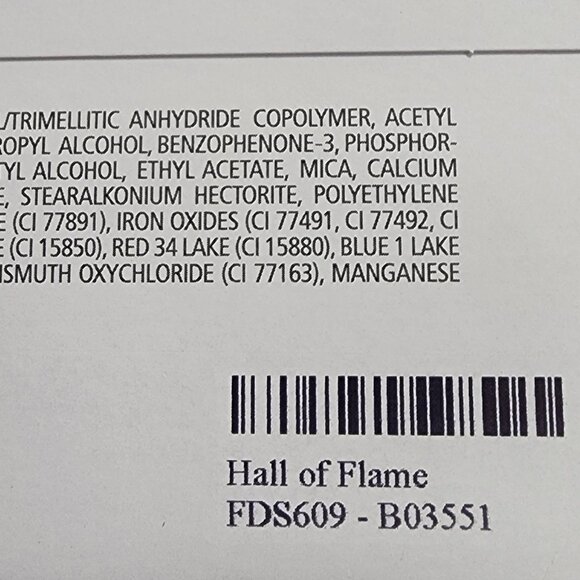 L/TRIMELLITIC ANHYDRIDE COPOLYMER, ACETYL
ROPYL ALCOHOL, BENZOPHENONE-3, PHOSPHOR-
TYL ALCOHOL, ETHYL ACETATE, MICA, CALCIUM
E, STEARALKONIUM HECTORITE, POLYETHYLENE
E (CI 77891), IRON OXIDES (CI 77491, CI 77492, CI
E (CI 15850), RED 34 LAKE (CI 15880), BLUE 1 LAKE
ISMUTH OXYCHLORIDE (CI 77163), MANGANESE
Hall of Flame
FDS609 - B03551